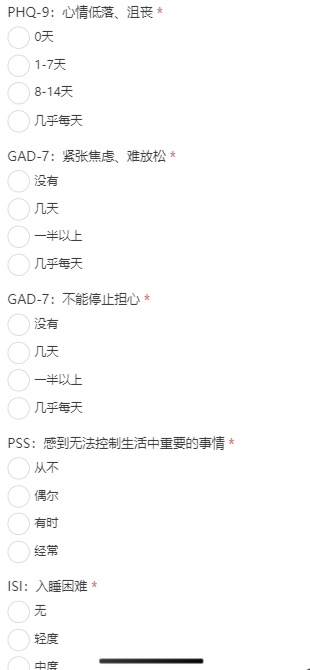 PHQ-9：心情低落、沮丧 *
0天
1-7天
8-14天
几乎每天
GAD-7：紧张焦虑、难放松 *
没有
几天
一半以上
几乎每天
GAD-7：不能停止担心 *
没有
几天
一半以上
几乎每天
PSS：感到无法控制生活中重要的事情 *
从不
偶尔
有时
经常
ISI：入睡困难 *
无
轻度
中度